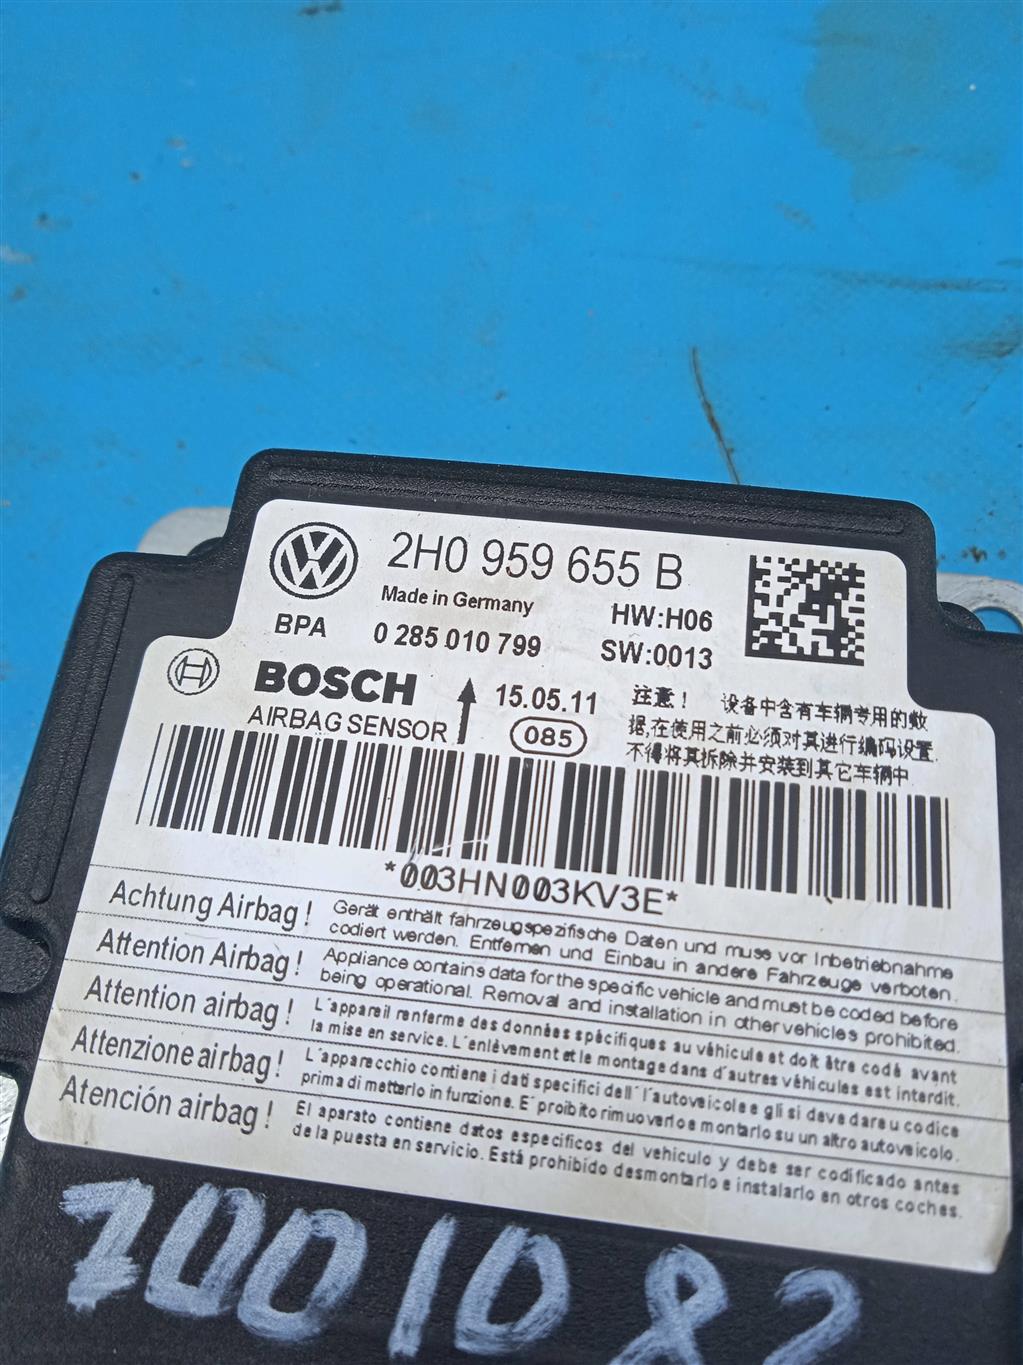 2H0 959 655 B
Made in Germany
HW:H06
BPA 0 285 010 799
SW:0013
BOSCH
15.05.11
AIRBAG SENSOR
085
注意！ 设备中含有车辆专用的数
据,在使用之前必须对其进行编码设置.
不得将其拆除并安装到其它车辆中.
*003HN003KV3E*
Achtung Airbag! Gerät enthält fahrzeugspezifische Daten und muss vor Inbetriebnahme
codiert werden. Entfernen und Einbau in andere Fahrzeuge verboten.
Attention Airbag! Appliance contains data for the specific vehicle and must be coded before
being operational. Removal and installation in other vehicles prohibited.
Attention airbag! L'appareil renferme des données spécifiques au véhicule et doit être codé avant
la mise en service. L'enlèvement et le montage dans d'autres véhicules est interdit.
Attenzione airbag! L'apparecchio contiene i dati specifici dell'l'autoveicolo e gli si deve dare u codice
prima di metterlo in funzione. E' proibito rimuoverlo e montarlo su un altro autoveicolo.
Atención airbag! El aparato contiene datos especificos del vehiculo y debe ser codificado antes
de la puesta en servicio. Está prohibido desmontarlo e instalarlo en otros coches.
7001082